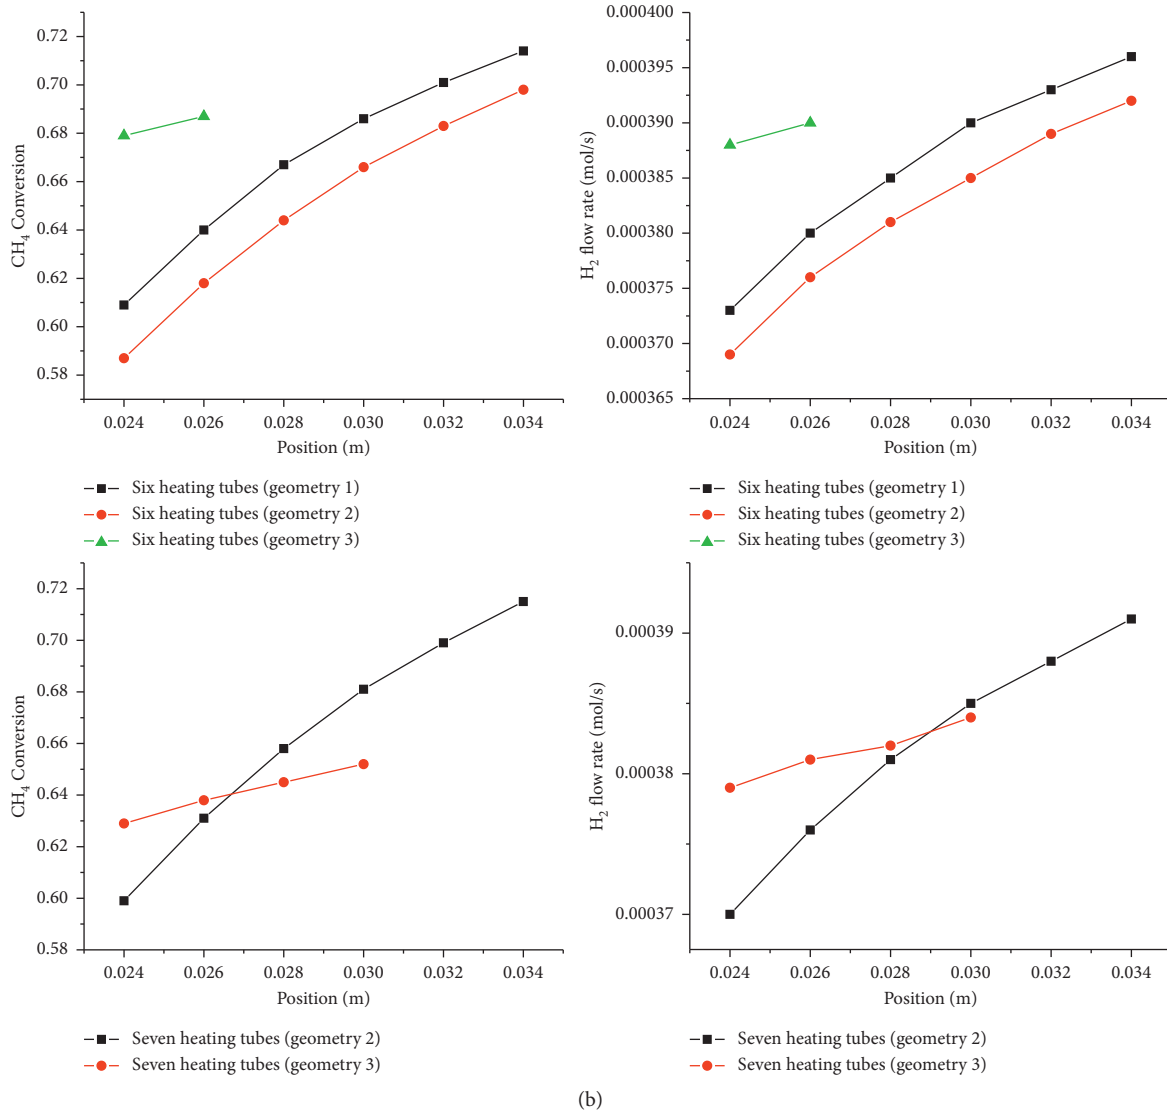 0.72
0.70
0.68
0.66
0.64
0.62
0.60
0.58
CH4 Conversion
0.024 0.026 0.028 0.030 0.032 0.034
Position (m)
Six heating tubes (geometry 1)
Six heating tubes (geometry 2)
Six heating tubes (geometry 3)
0.000400
0.000395
0.000390
0.000385
0.000380
0.000375
0.000370
0.000365
H2 flow rate (mol/s)
0.024 0.026 0.028 0.030 0.032 0.034
Position (m)
Six heating tubes (geometry 1)
Six heating tubes (geometry 2)
Six heating tubes (geometry 3)
0.72
0.70
0.68
0.66
0.64
0.62
0.60
0.58
CH4 Conversion
0.024 0.026 0.028 0.030 0.032 0.034
Position (m)
Seven heating tubes (geometry 2)
Seven heating tubes (geometry 3)
0.00039
0.00038
0.00037
H2 flow rate (mol/s)
0.024 0.026 0.028 0.030 0.032 0.034
Position (m)
Seven heating tubes (geometry 2)
Seven heating tubes (geometry 3)
(b)